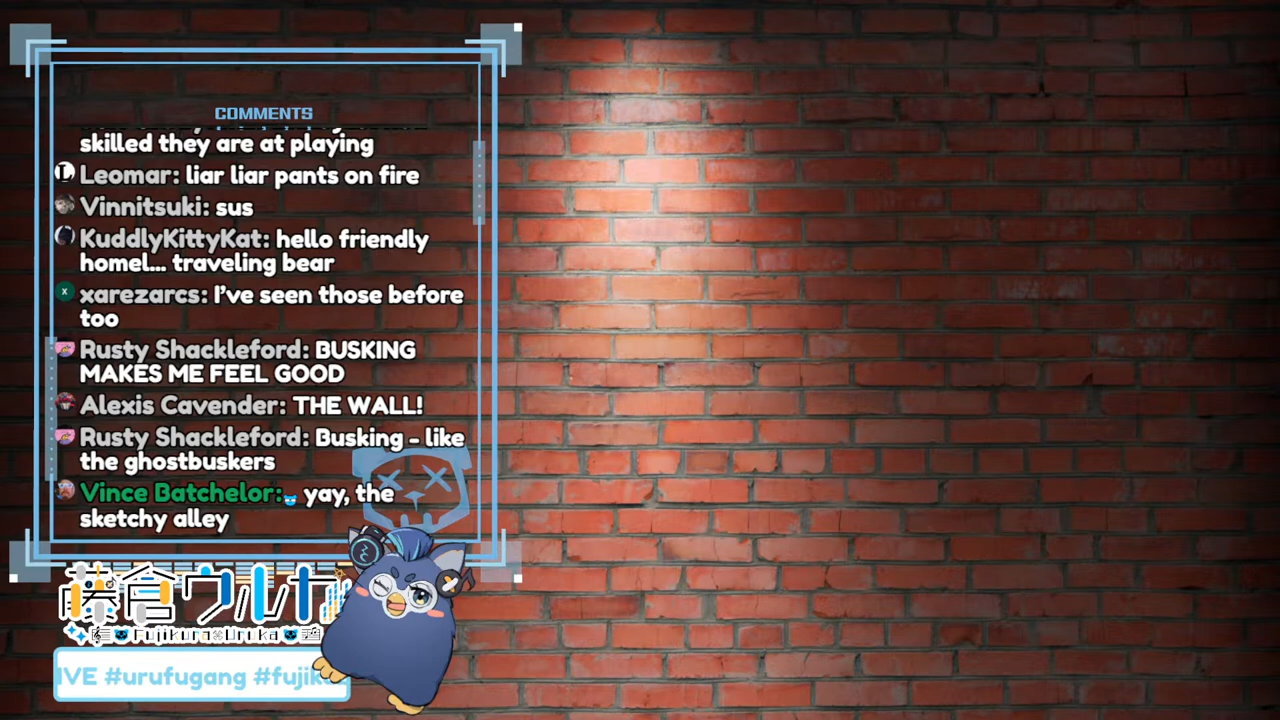 COMMENTS
skilled they are at playing
Leomar: liar liar pants on fire
Vinnitsuki: sus
KuddlyKittyKat: hello friendly
homel... traveling bear
X xarezarcs: I've seen those before
too
Rusty Shackleford: BUSKING
MAKES ME FEEL GOOD
Alexis Cavender: THE WALL!
Rusty Shackleford: Busking - like
the ghostbuskers
Vince Batchelor: yay, the
sketchy alley
藤倉ウルカ
Fujikura Uruka
IVE #urufugang #fujik